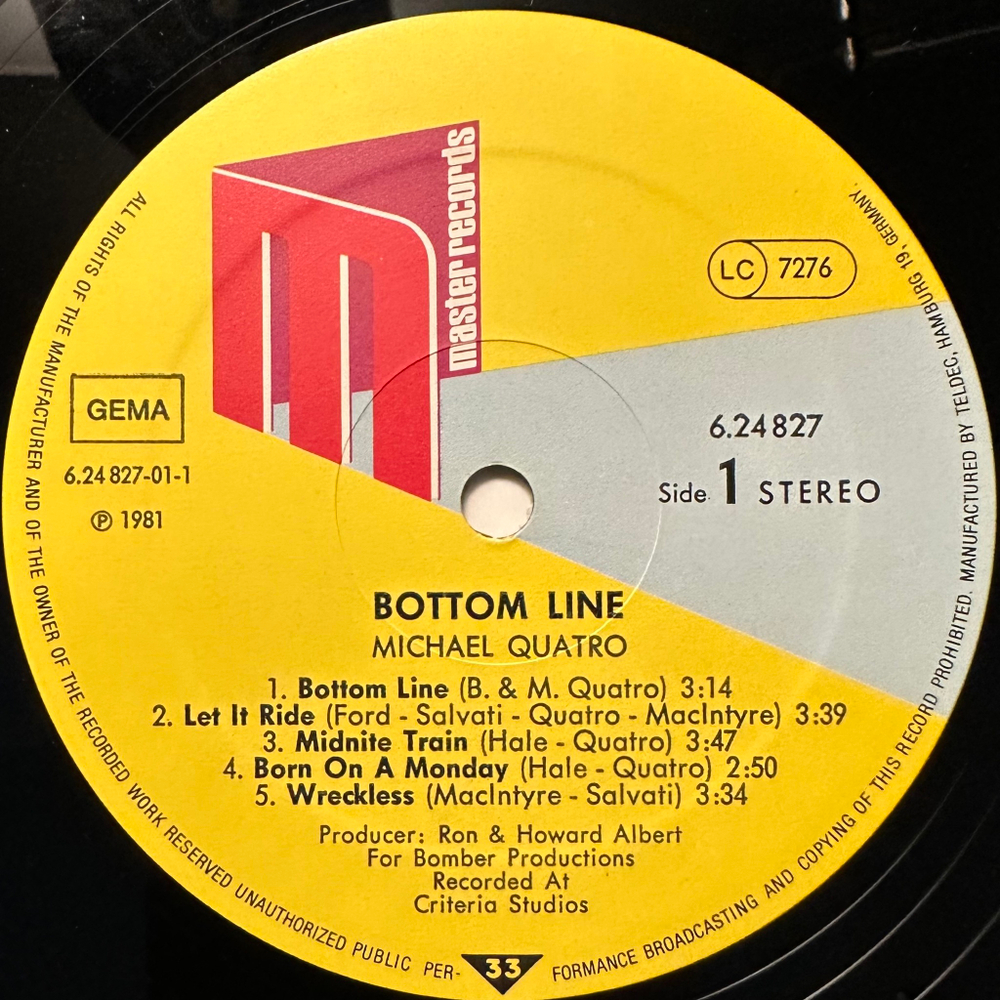 master records
LC 7276
GEMA
6.24827
6.24 827-01-1
Side 1 STEREO
℗ 1981
BOTTOM LINE
MICHAEL QUATRO
1. Bottom Line (B. & M. Quatro) 3:14
2. Let It Ride (Ford - Salvati - Quatro - MacIntyre) 3:39
3. Midnite Train (Hale - Quatro) 3:47
4. Born On A Monday (Hale - Quatro) 2:50
5. Wreckless (MacIntyre - Salvati) 3:34
Producer: Ron & Howard Albert
For Bomber Productions
Recorded At
Criteria Studios
33
ALL RIGHTS OF THE MANUFACTURER AND OF THE OWNER OF THE RECORDED WORK RESERVED UNAUTHORIZED PUBLIC PER-FORMANCE BROADCASTING AND COPYING OF THIS RECORD PROHIBITED. MANUFACTURED BY TELDEC, HAMBURG 19, GERMANY.